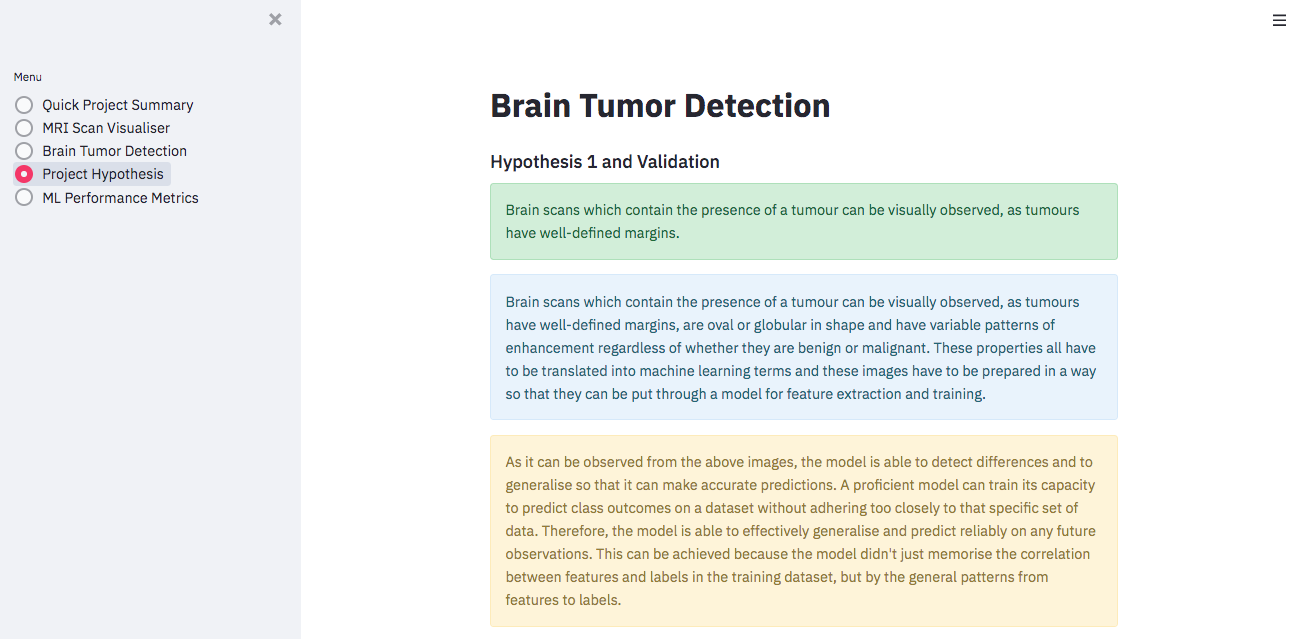 Menu
Quick Project Summary
MRI Scan Visualiser
Brain Tumor Detection
Project Hypothesis
ML Performance Metrics
Brain Tumor Detection
Hypothesis 1 and Validation
Brain scans which contain the presence of a tumour can be visually observed, as tumours
have well-defined margins.
Brain scans which contain the presence of a tumour can be visually observed, as tumours
have well-defined margins, are oval or globular in shape and have variable patterns of
enhancement regardless of whether they are benign or malignant. These properties all have
to be translated into machine learning terms and these images have to be prepared in a way
so that they can be put through a model for feature extraction and training.
As it can be observed from the above images, the model is able to detect differences and to
generalise so that it can make accurate predictions. A proficient model can train its capacity
to predict class outcomes on a dataset without adhering too closely to that specific set of
data. Therefore, the model is able to effectively generalise and predict reliably on any future
observations. This can be achieved because the model didn't just memorise the correlation
between features and labels in the training dataset, but by the general patterns from
features to labels.